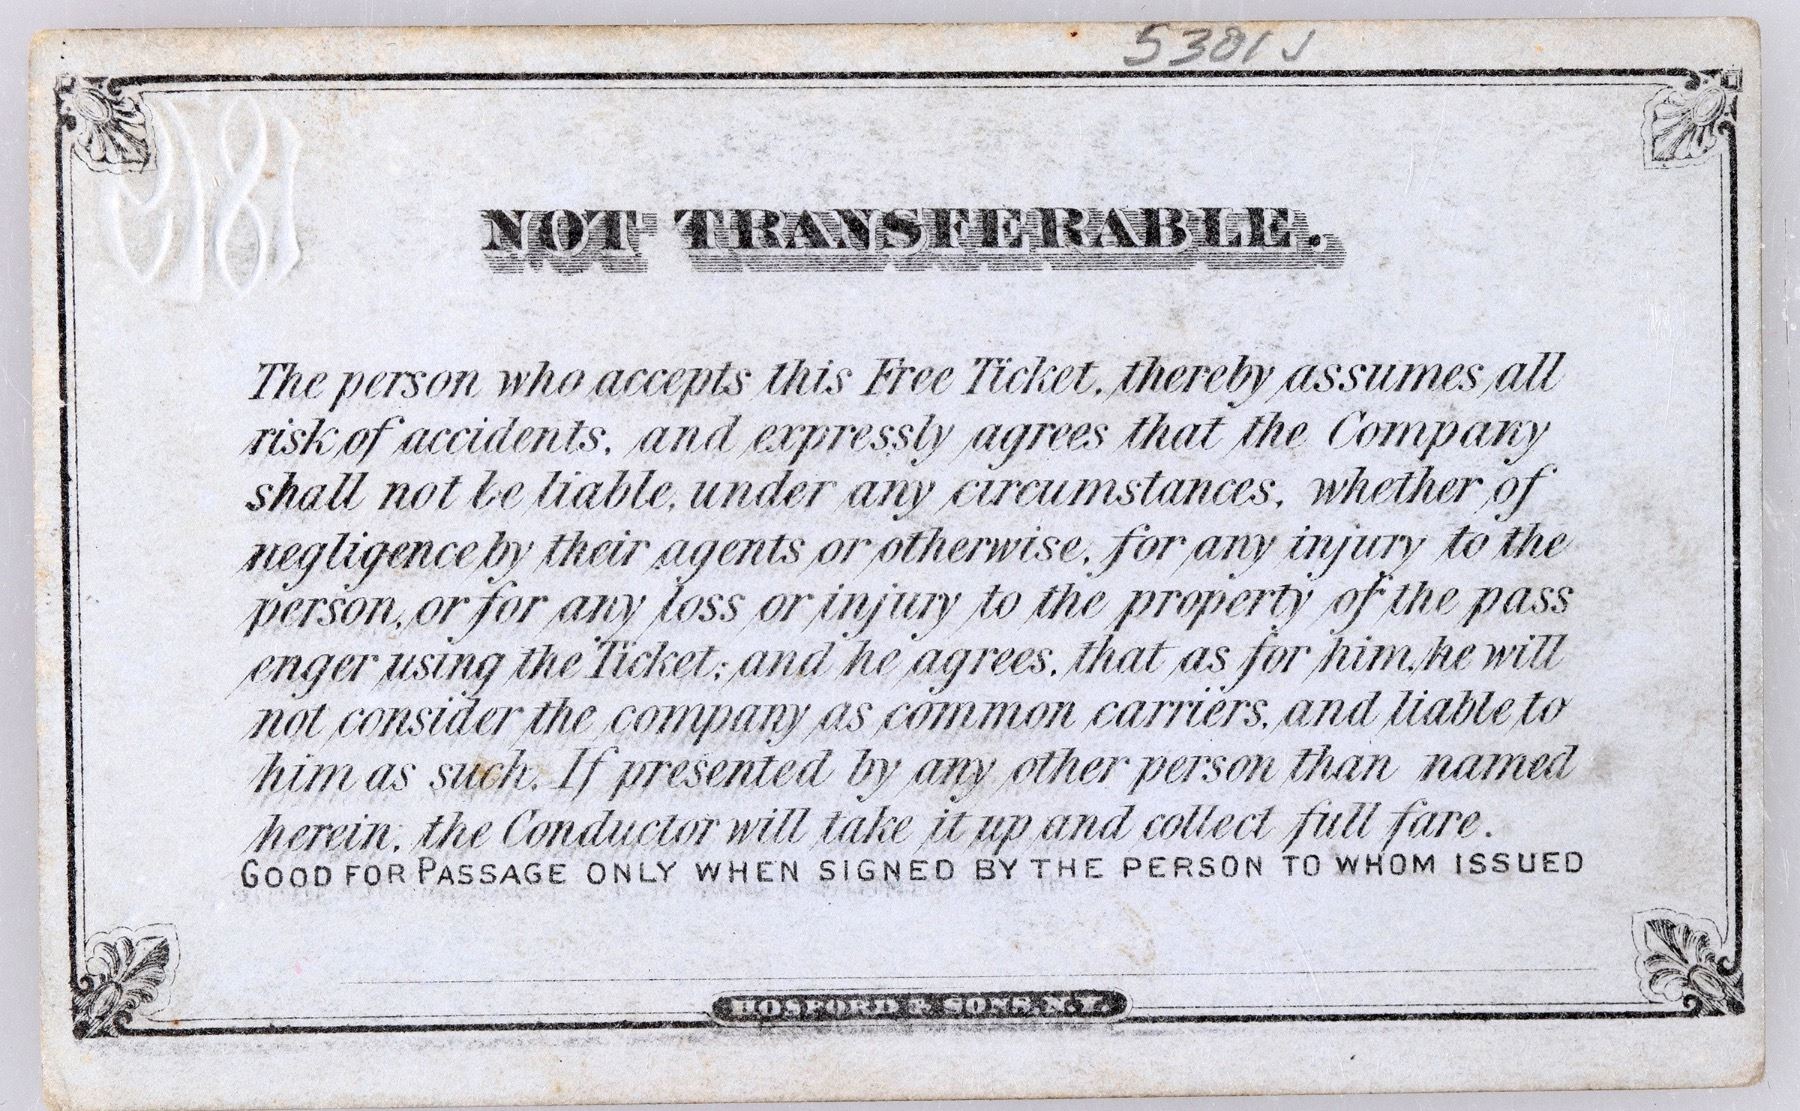 NOT TRANSFERABLE.
The person who accepts this Free Ticket, thereby assumes all
risk of accidents, and expressly agrees that the Company
shall not be liable, under any circumstances, whether of
negligence by their agents or otherwise, for any injury to the
person, or for any loss or injury to the property of the pass
enger using the Ticket; and he agrees, that as for him, he will
not consider the company as common carriers, and liable to
him as such. If presented by any other person than named
herein, the Conductor will take it up and collect full fare.
GOOD FOR PASSAGE ONLY WHEN SIGNED BY THE PERSON TO WHOM ISSUED
HOSFORD & SONS, N.Y.